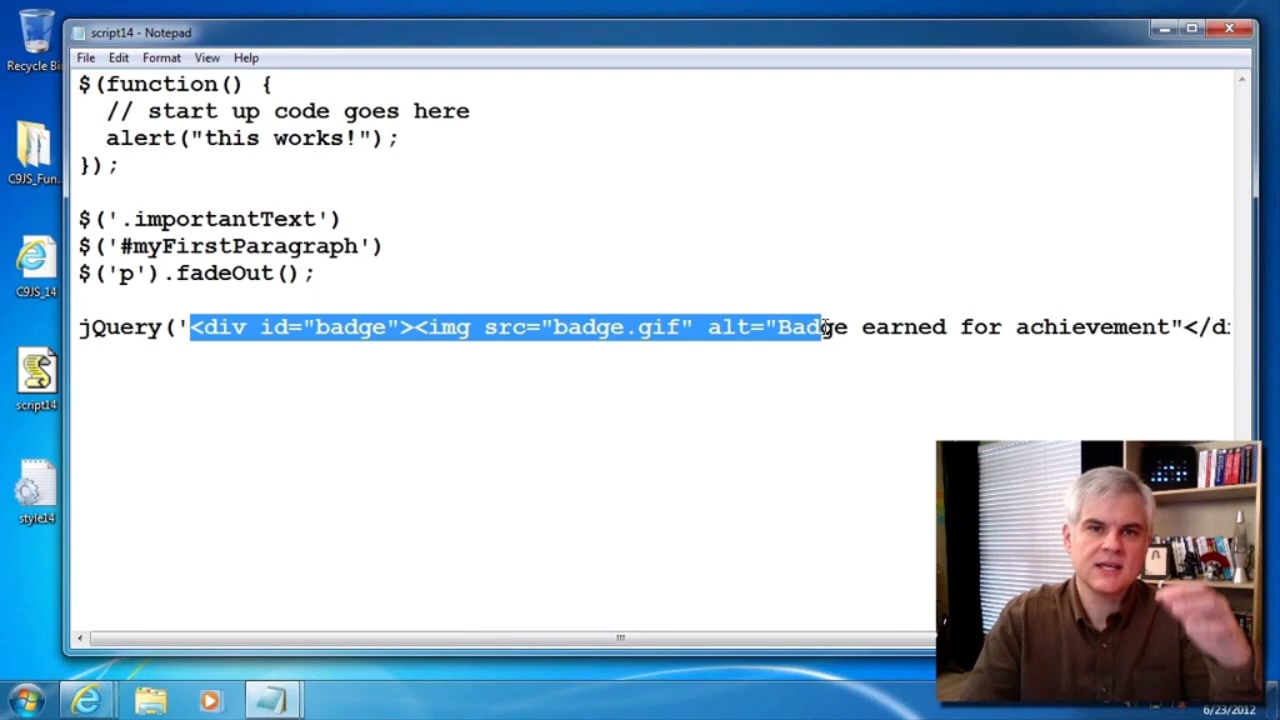 Recycle Bi
script14 - Notepad
File Edit Format View Help
$(function() {
// start up code goes here
alert("this works!");
});
C9JS_Fun...
$('.importantText')
$('#myFirstParagraph')
$('p').fadeOut();
C9JS_14
jQuery('<div id="badge"><img src="badge.gif" alt="Badge earned for achievement"</di
script14
style14
6/23/2012